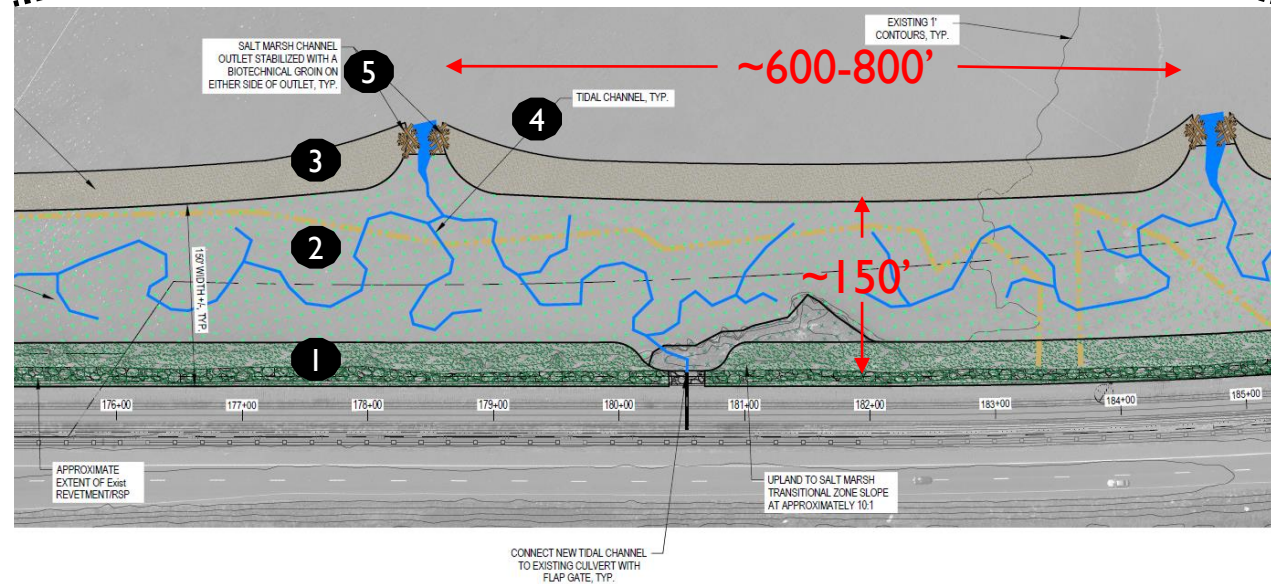 SALT MARSH CHANNEL
OUTLET STABILIZED WITH A
BIOTECHNICAL GROIN ON
EITHER SIDE OF OUTLET, TYP.
5
EXISTING 1'
CONTOURS, TYP.
~600-800'
TIDAL CHANNEL, TYP.
4
3
2
150' WIDTH +/-, TYP.
~150'
1
176+00
177+00
178+00
179+00
180+00
181+00
182+00
183+00
184+00
185+00
APPROXIMATE
EXTENT OF Exist
REVETMENT/RSP
UPLAND TO SALT MARSH
TRANSITIONAL ZONE SLOPE
AT APPROXIMATELY 10:1
CONNECT NEW TIDAL CHANNEL
TO EXISTING CULVERT WITH
FLAP GATE, TYP.